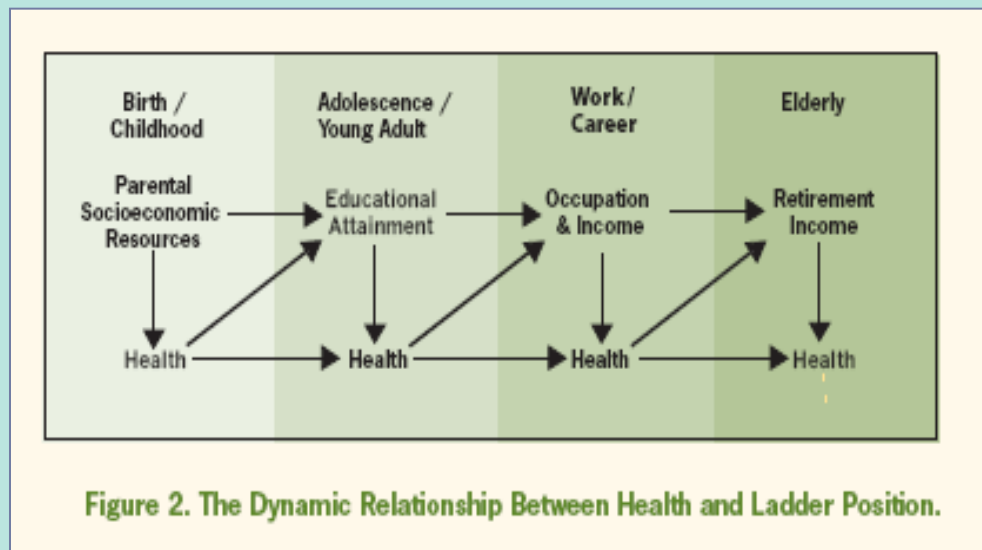 Birth /
Childhood
Adolescence /
Young Adult
Work/
Career
Elderly
Parental
Socioeconomic
Resources
Educational
Attainment
Occupation
& Income
Retirement
Income
Health
Health
Health
Health
Figure 2. The Dynamic Relationship Between Health and Ladder Position.